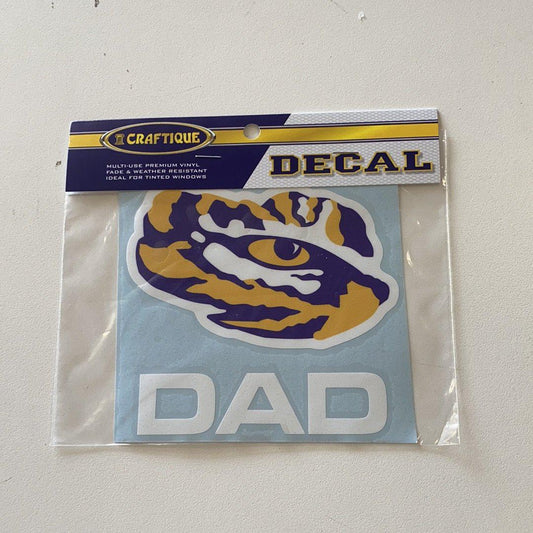 CRAFTIQUE
DECAL
MULTI-USE PREMIUM VINYL
FADE & WEATHER RESISTANT
IDEAL FOR TINTED WINDOWS
DAD